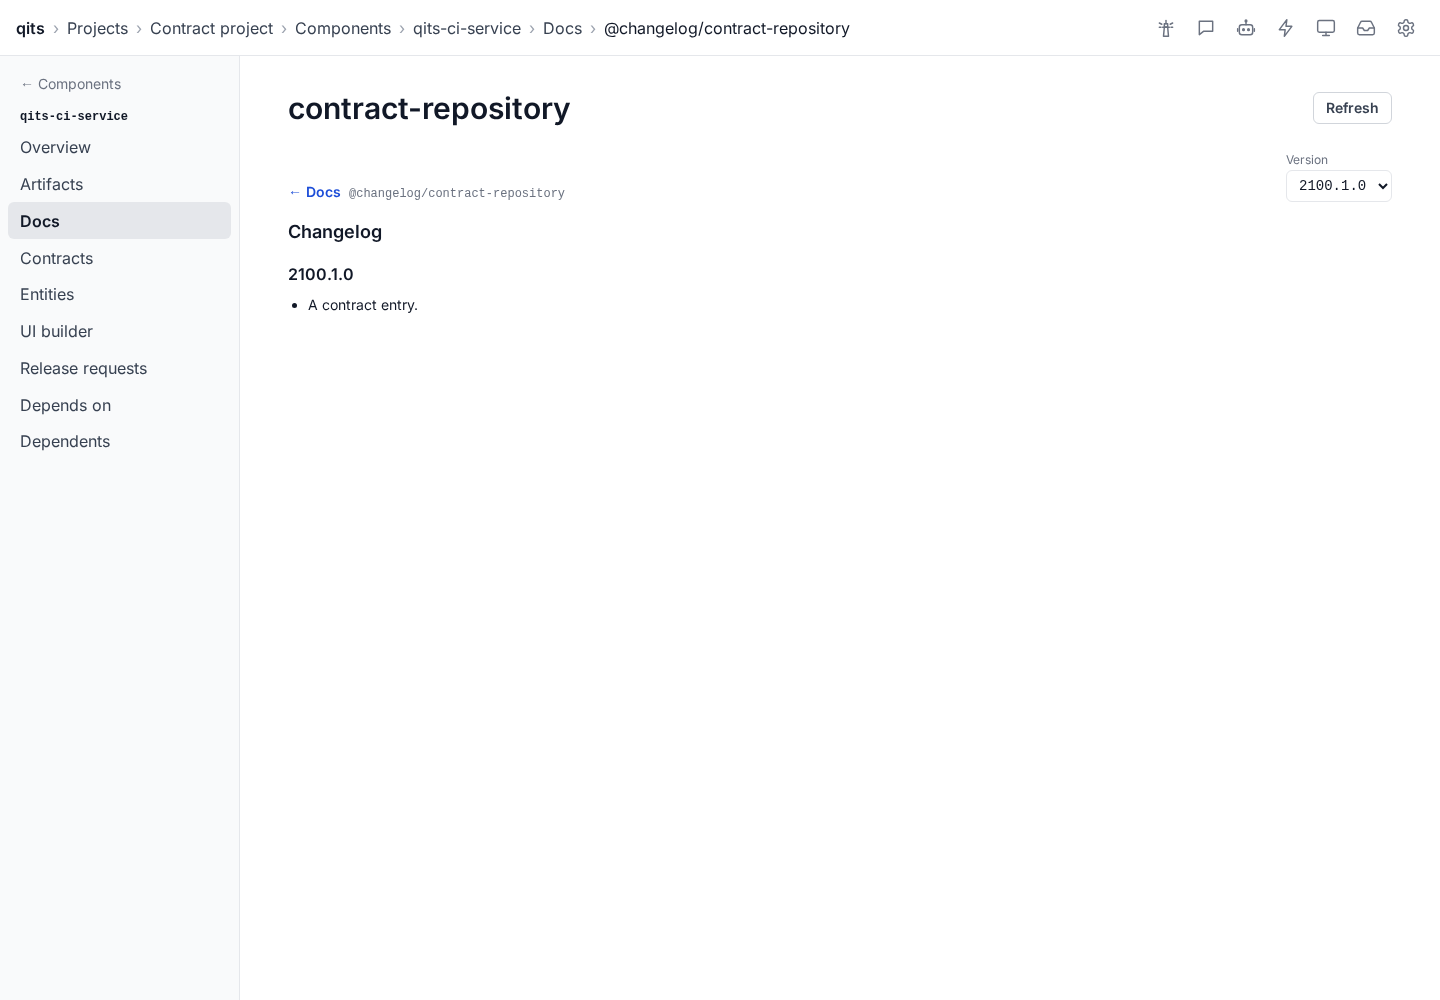 qits › Projects › Contract project › Components › qits-ci-service › Docs › @changelog/contract-repository
← Components
qits-ci-service
Overview
Artifacts
Docs
Contracts
Entities
UI builder
Release requests
Depends on
Dependents
contract-repository
Refresh
Version
2100.1.0
← Docs @changelog/contract-repository
Changelog
2100.1.0
• A contract entry.